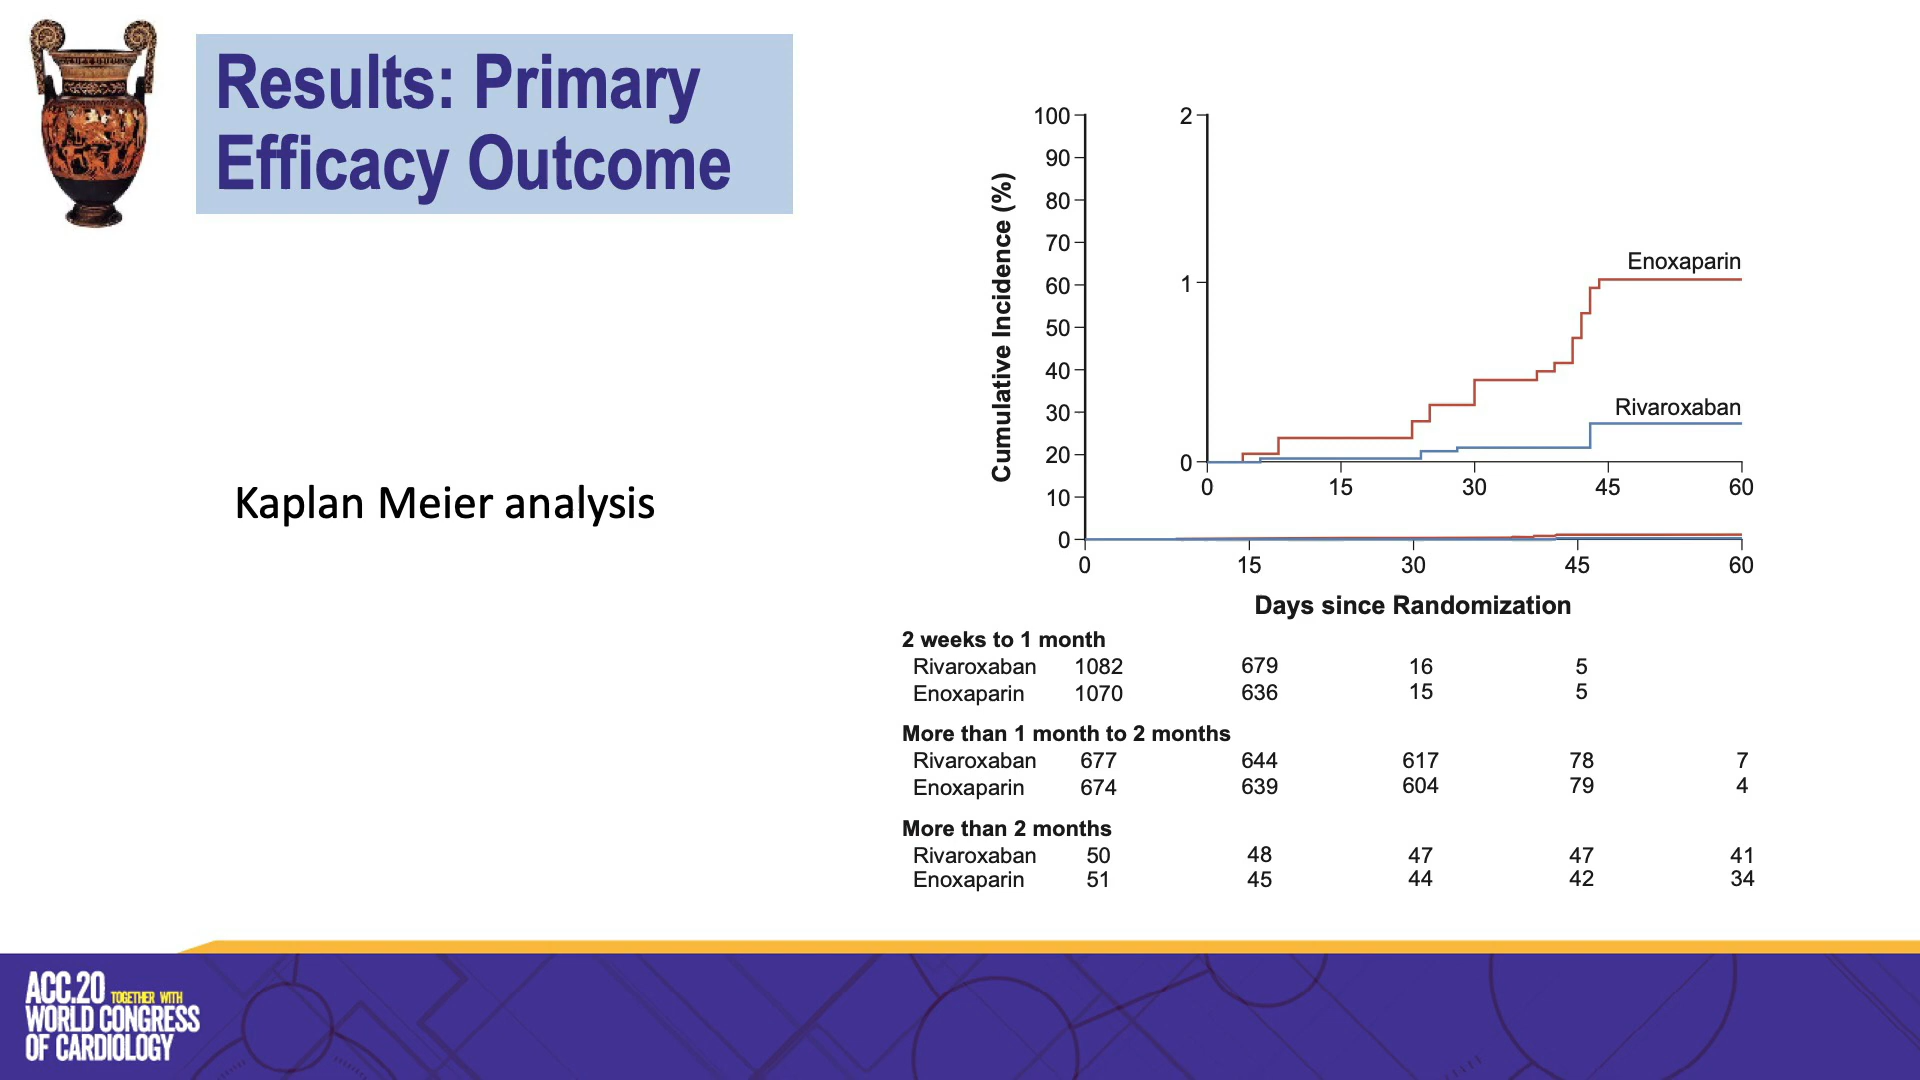 Results: Primary
Efficacy Outcome
Kaplan Meier analysis
Cumulative Incidence (%)
100
90
80
70
60
50
40
30
20
10
0
2
1
0
Enoxaparin
Rivaroxaban
0 15 30 45 60
0 15 30 45 60
Days since Randomization
2 weeks to 1 month
Rivaroxaban 1082 679 16 5
Enoxaparin 1070 636 15 5
More than 1 month to 2 months
Rivaroxaban 677 644 617 78 7
Enoxaparin 674 639 604 79 4
More than 2 months
Rivaroxaban 50 48 47 47 41
Enoxaparin 51 45 44 42 34
ACC.20 TOGETHER WITH
WORLD CONGRESS
OF CARDIOLOGY